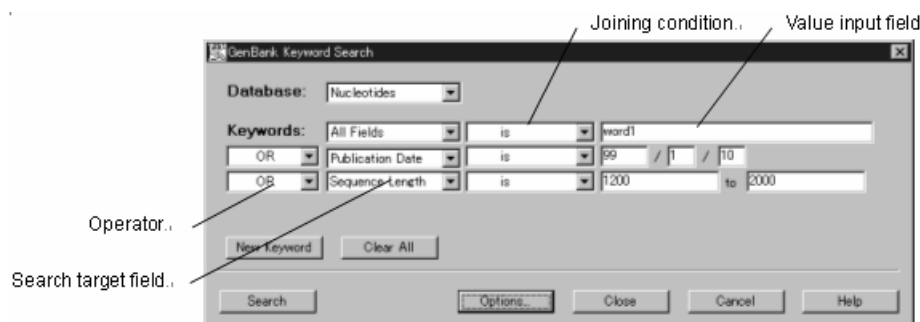 Joining condition. Value input field
GenBank Keyword Search
Database: Nucleotides
Keywords: All Fields is word1
OR Publication Date is 99 / 1 / 10
OR Sequence Length is 1200 to 2000
Operator.
New Keyword Clear All
Search target field.
Search Options... Close Cancel Help